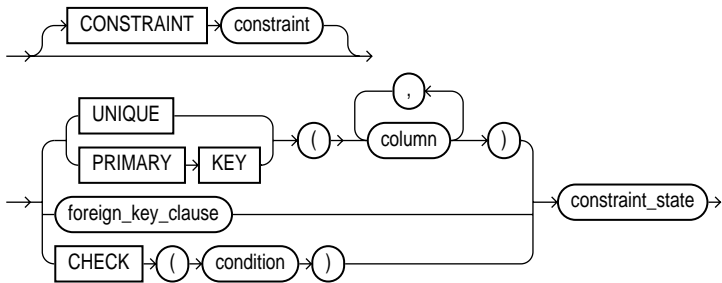 CONSTRAINT constraint
,
UNIQUE
( column )
PRIMARY KEY
foreign_key_clause constraint_state
CHECK ( condition )